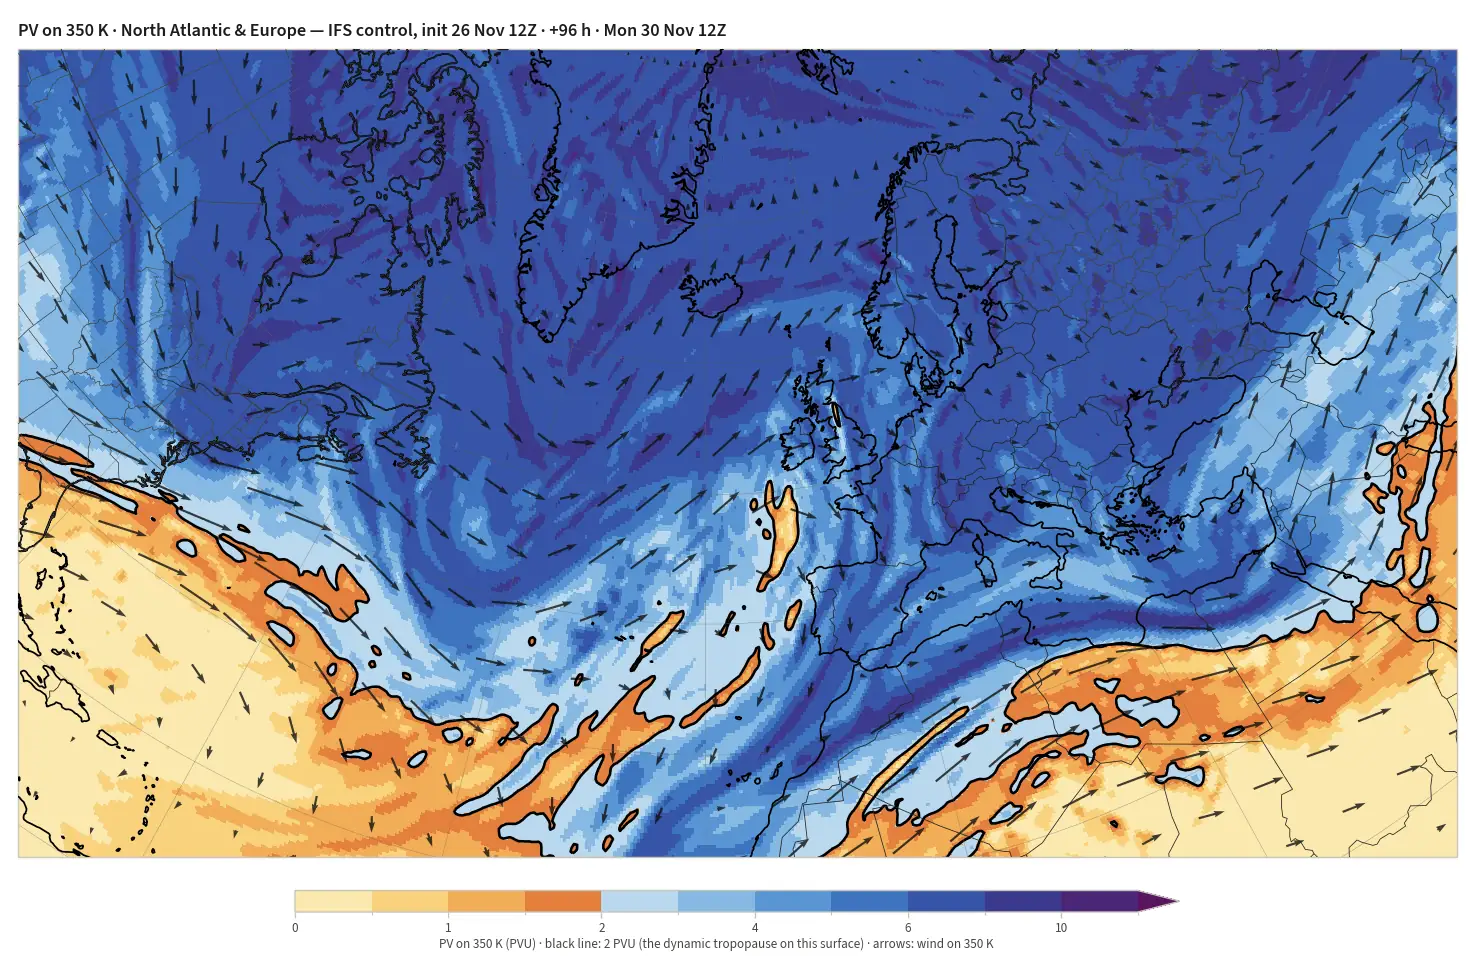 PV on 350 K · North Atlantic & Europe — IFS control, init 26 Nov 12Z · +96 h · Mon 30 Nov 12Z
0 1 2 4 6 10
PV on 350 K (PVU) · black line: 2 PVU (the dynamic tropopause on this surface) · arrows: wind on 350 K